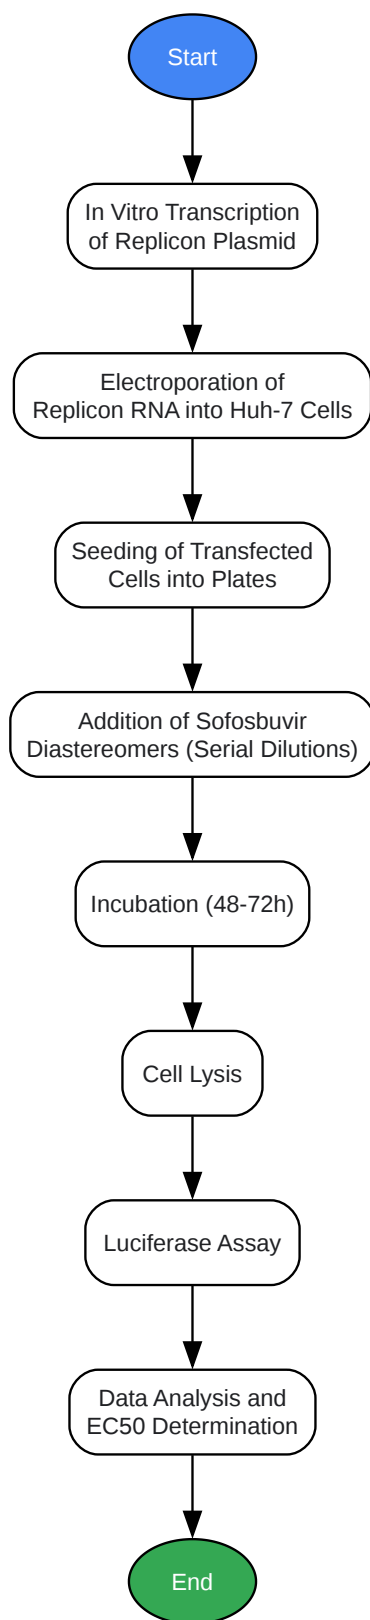 Start
In Vitro Transcription
of Replicon Plasmid
Electroporation of
Replicon RNA into Huh-7 Cells
Seeding of Transfected
Cells into Plates
Addition of Sofosbuvir
Diastereomers (Serial Dilutions)
Incubation (48-72h)
Cell Lysis
Luciferase Assay
Data Analysis and
EC50 Determination
End